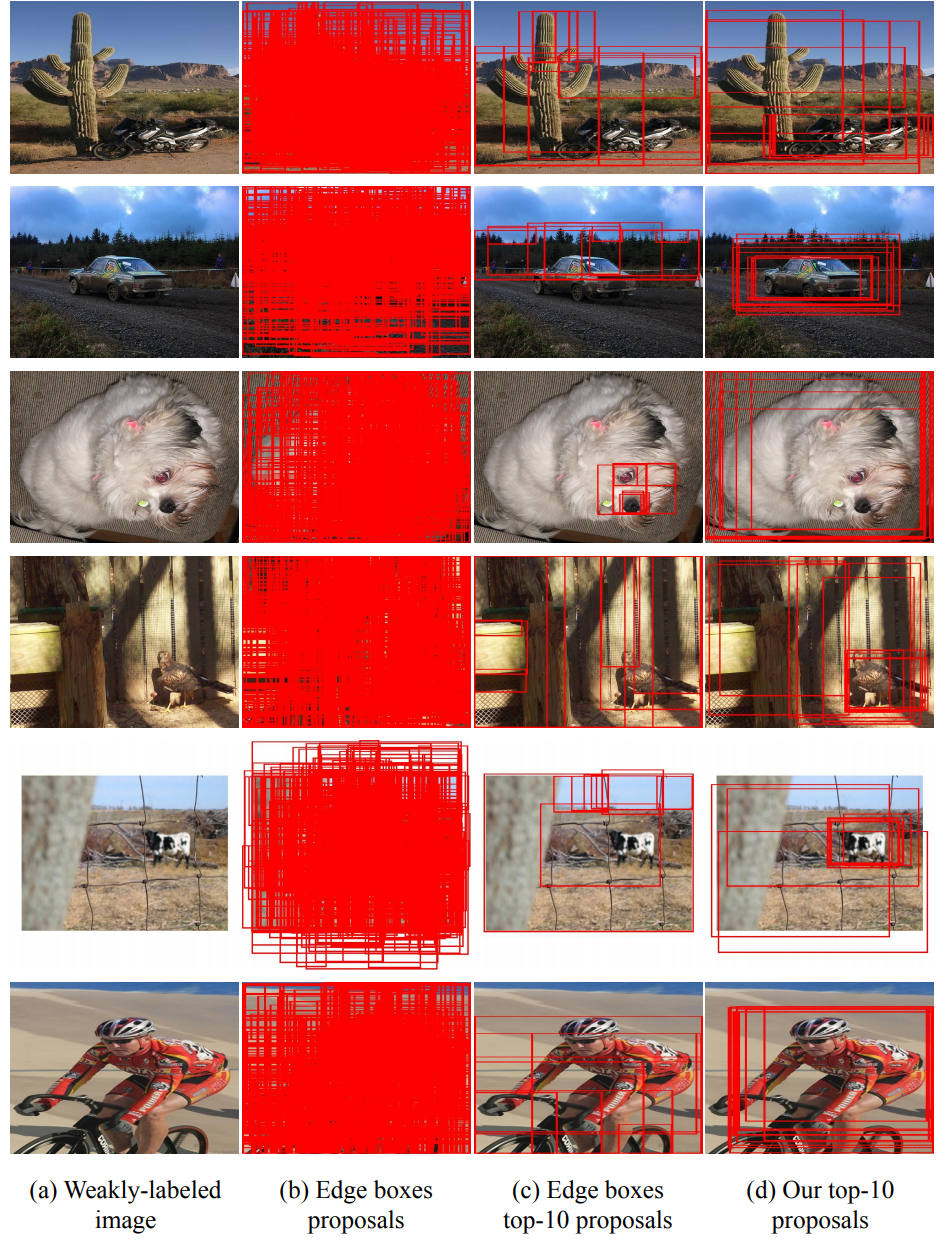 (a) Weakly-labeled
image
(b) Edge boxes
proposals
(c) Edge boxes
top-10 proposals
(d) Our top-10
proposals